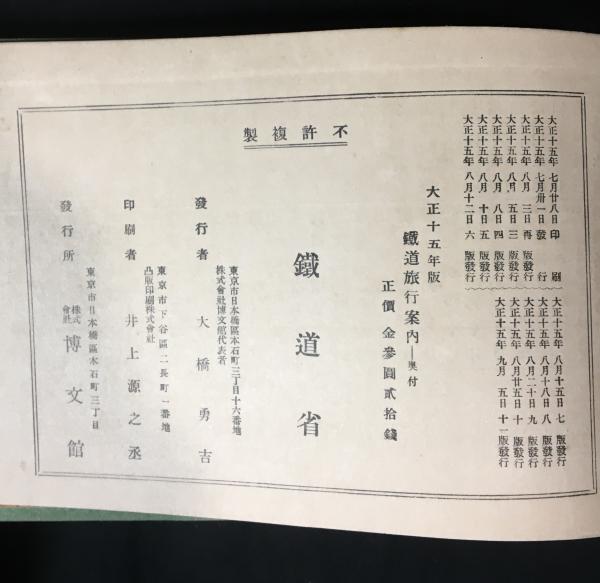 大正十五年七月廿八日印刷
大正十五年七月卅一日發行
大正十五年八月三日再版發行
大正十五年八月五日三版發行
大正十五年八月八日四版發行
大正十五年八月十日五版發行
大正十五年八月十二日六版發行
大正十五年八月十五日七版發行
大正十五年八月十八日八版發行
大正十五年八月二十日九版發行
大正十五年八月廿五日十版發行
大正十五年九月五日十一版發行
大正十五年版
鐵道旅行案內—奥付
正價金參圓貳拾錢
不許複製
鐵道省
東京市日本橋區本石町三丁目十六番地
株式會社博文館代表者
發行者 大橋勇吉
東京市下谷區二長町一番地
凸版印刷株式會社
印刷者 井上源之丞
東京市日本橋區本石町三丁目
發行所 株式會社 博文館